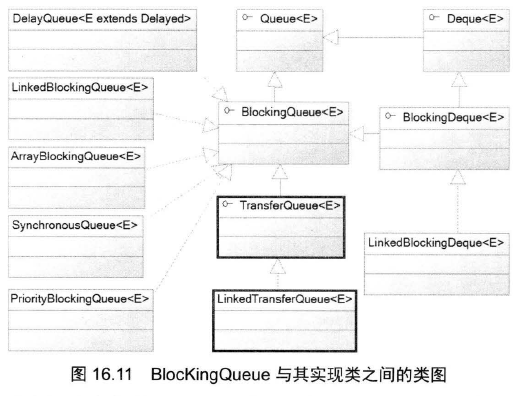 DelayQueue<E extends Delayed>
Queue<E>
Deque<E>
LinkedBlockingQueue<E>
BlockingQueue<E>
BlockingDeque<E>
ArrayBlockingQueue<E>
TransferQueue<E>
SynchronousQueue<E>
LinkedBlockingDeque<E>
PriorityBlockingQueue<E>
LinkedTransferQueue<E>
图 16.11 BlocKingQueue 与其实现类之间的类图